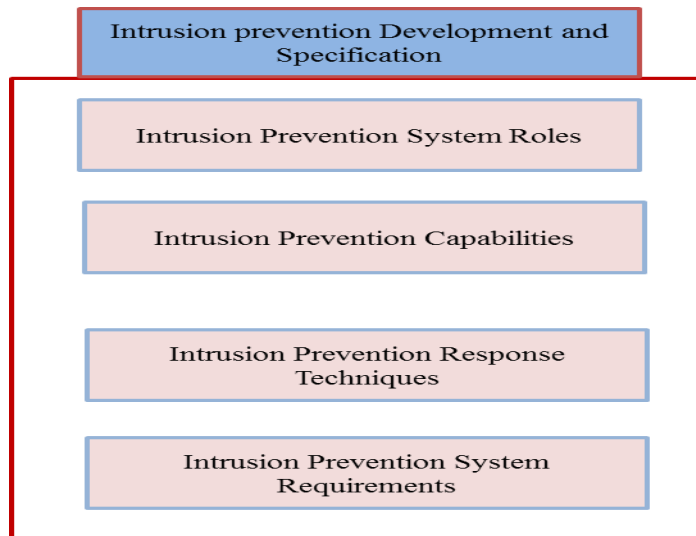 Intrusion prevention Development and
Specification
Intrusion Prevention System Roles
Intrusion Prevention Capabilities
Intrusion Prevention Response
Techniques
Intrusion Prevention System
Requirements